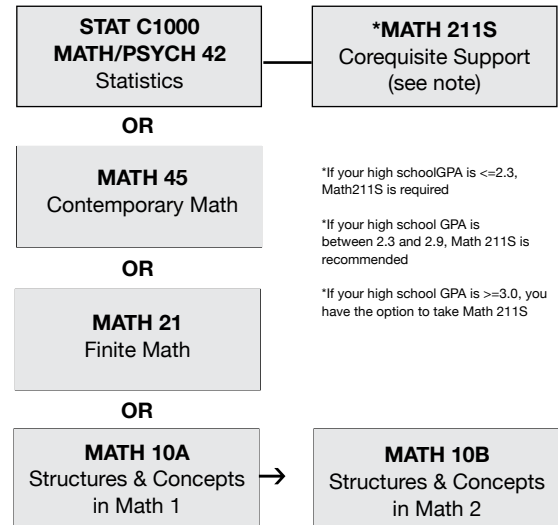 STAT C1000
MATH/PSYCH 42
Statistics
*MATH 211S
Corequisite Support
(see note)
OR
MATH 45
Contemporary Math
*If your high schoolGPA is <=2.3,
Math211S is required
*If your high school GPA is
between 2.3 and 2.9, Math 211S is
recommended
*If your high school GPA is >=3.0, you
have the option to take Math 211S
OR
MATH 21
Finite Math
OR
MATH 10A
Structures & Concepts
in Math 1
MATH 10B
Structures & Concepts
in Math 2